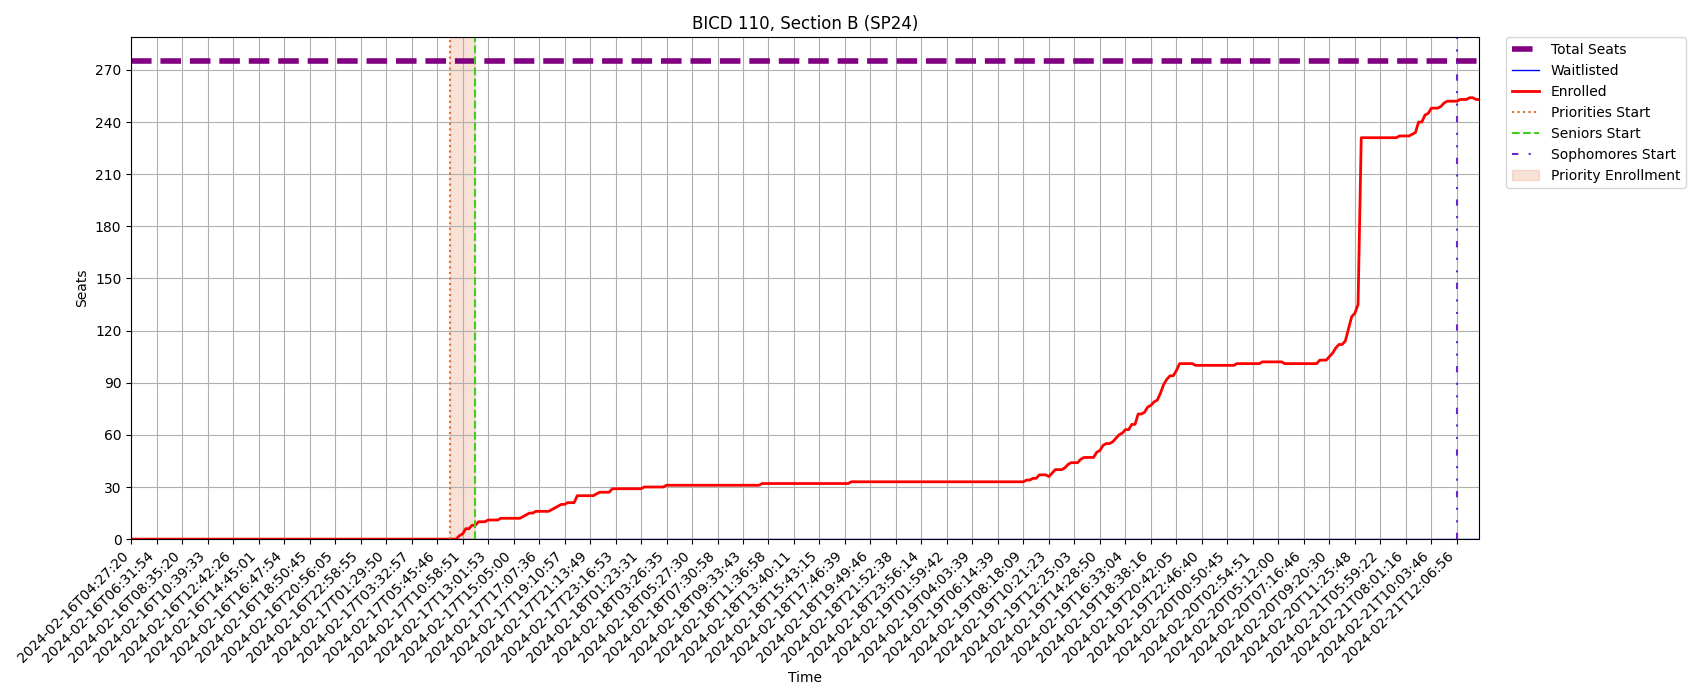 BICD 110, Section B (SP24)
Total Seats
Waitlisted
Enrolled
Priorities Start
Seniors Start
Sophomores Start
Priority Enrollment
Seats
270
240
210
180
150
120
90
60
30
0
2024-02-16T04:27:20
2024-02-16T06:31:54
2024-02-16T08:35:20
2024-02-16T10:39:33
2024-02-16T12:42:26
2024-02-16T14:45:01
2024-02-16T16:47:54
2024-02-16T18:50:45
2024-02-16T20:56:05
2024-02-16T22:58:55
2024-02-17T01:29:50
2024-02-17T03:32:57
2024-02-17T05:45:46
2024-02-17T10:58:51
2024-02-17T13:01:53
2024-02-17T15:05:00
2024-02-17T17:07:36
2024-02-17T19:10:57
2024-02-17T21:13:49
2024-02-17T23:16:53
2024-02-18T01:23:31
2024-02-18T03:26:35
2024-02-18T05:27:30
2024-02-18T07:30:58
2024-02-18T09:33:43
2024-02-18T11:36:58
2024-02-18T13:40:11
2024-02-18T15:43:15
2024-02-18T17:46:39
2024-02-18T19:49:46
2024-02-18T21:52:38
2024-02-18T23:56:14
2024-02-19T01:59:42
2024-02-19T04:03:39
2024-02-19T06:14:39
2024-02-19T08:18:09
2024-02-19T10:21:23
2024-02-19T12:25:03
2024-02-19T14:28:50
2024-02-19T16:33:04
2024-02-19T18:38:16
2024-02-19T20:42:05
2024-02-19T22:46:40
2024-02-20T00:50:45
2024-02-20T02:54:51
2024-02-20T05:12:00
2024-02-20T07:16:46
2024-02-20T09:20:30
2024-02-20T11:25:48
2024-02-21T05:59:22
2024-02-21T08:01:16
2024-02-21T10:03:46
2024-02-21T12:06:56
Time